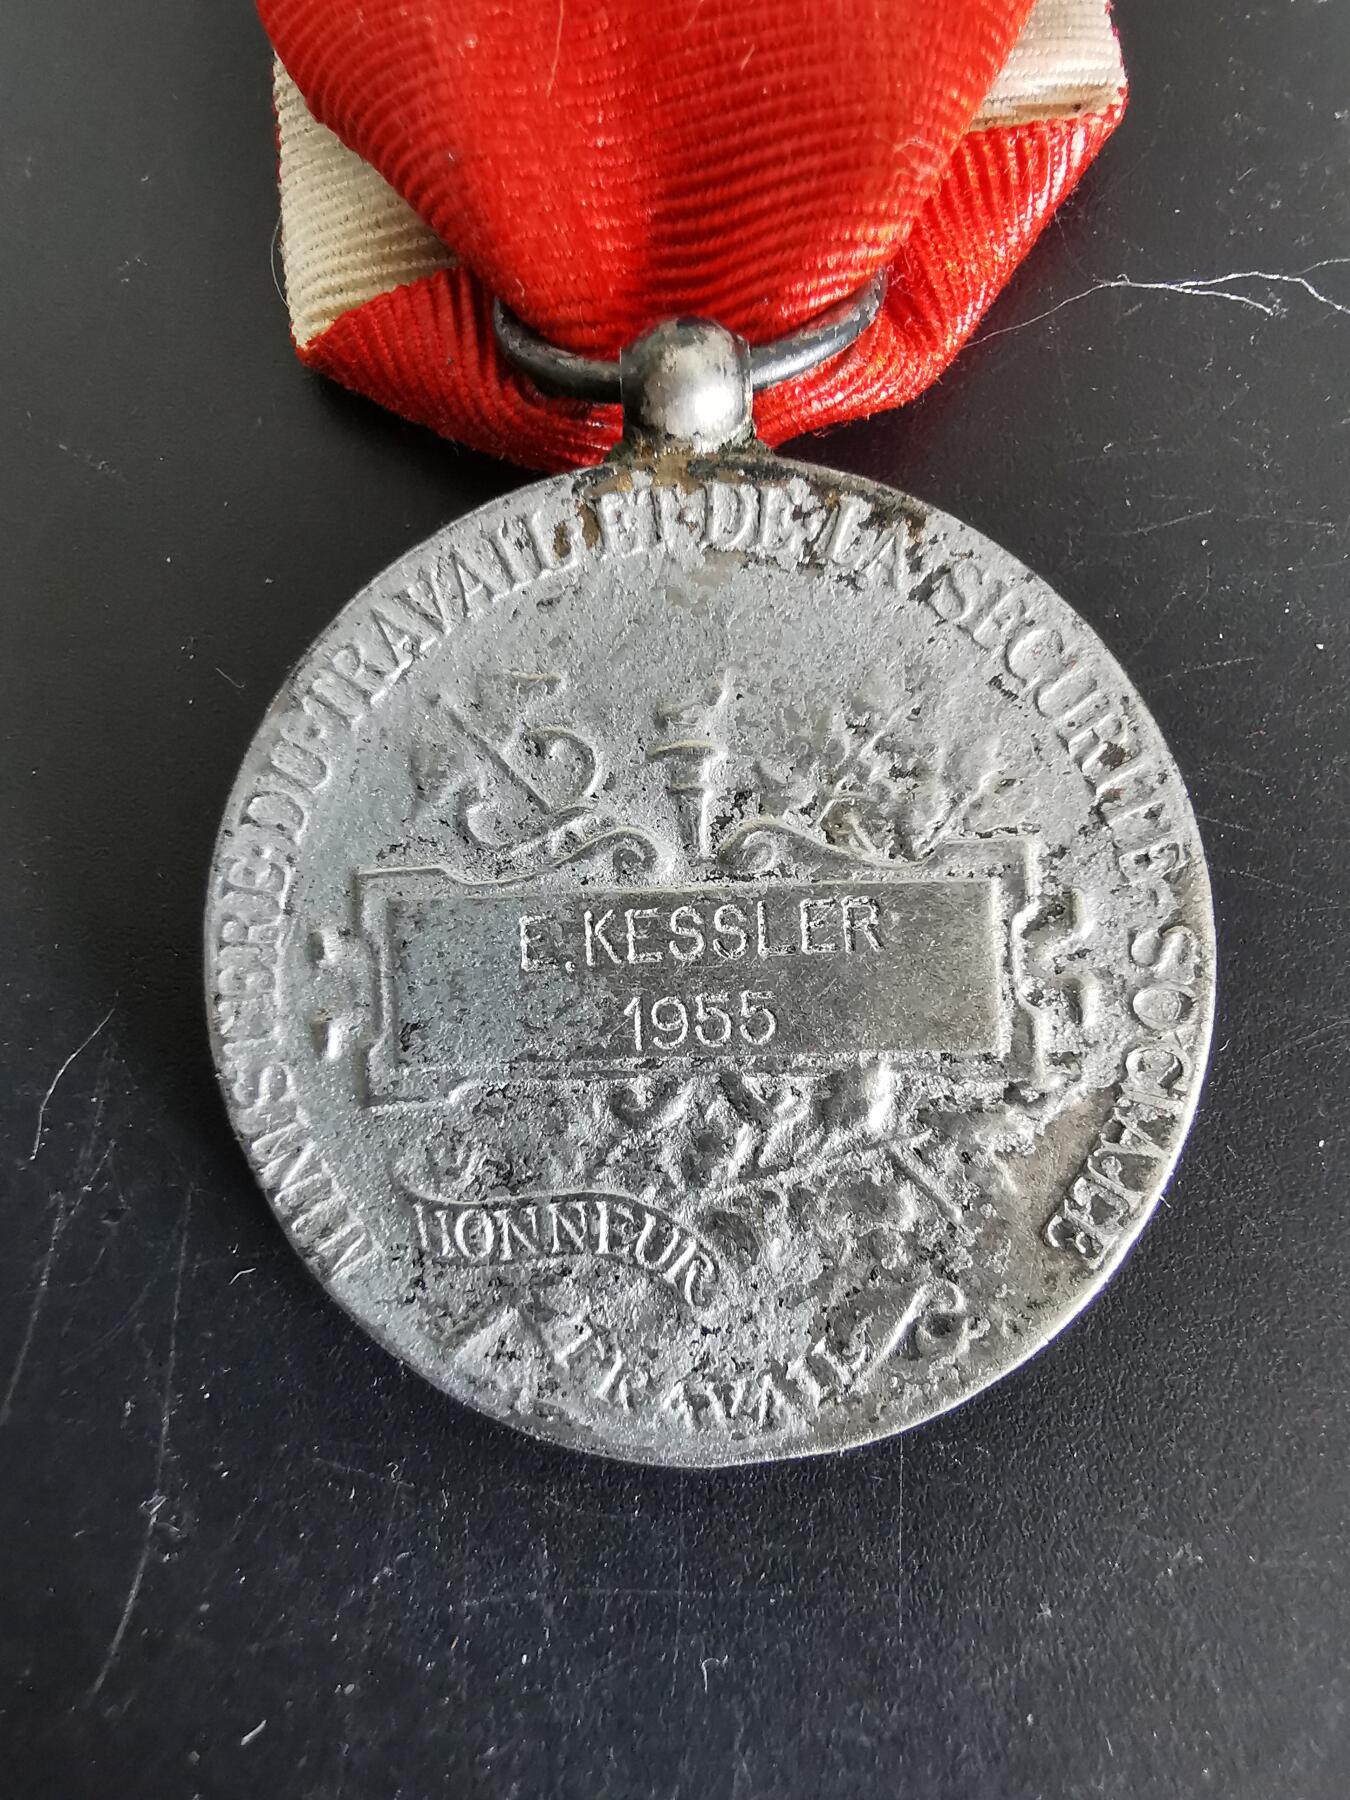 MINISTERE·DU·TRAVAIL·ET·DE·LA·SECURITE·SOCIALE
E.KESSLER
1955
HONNEUR
TRAVAIL